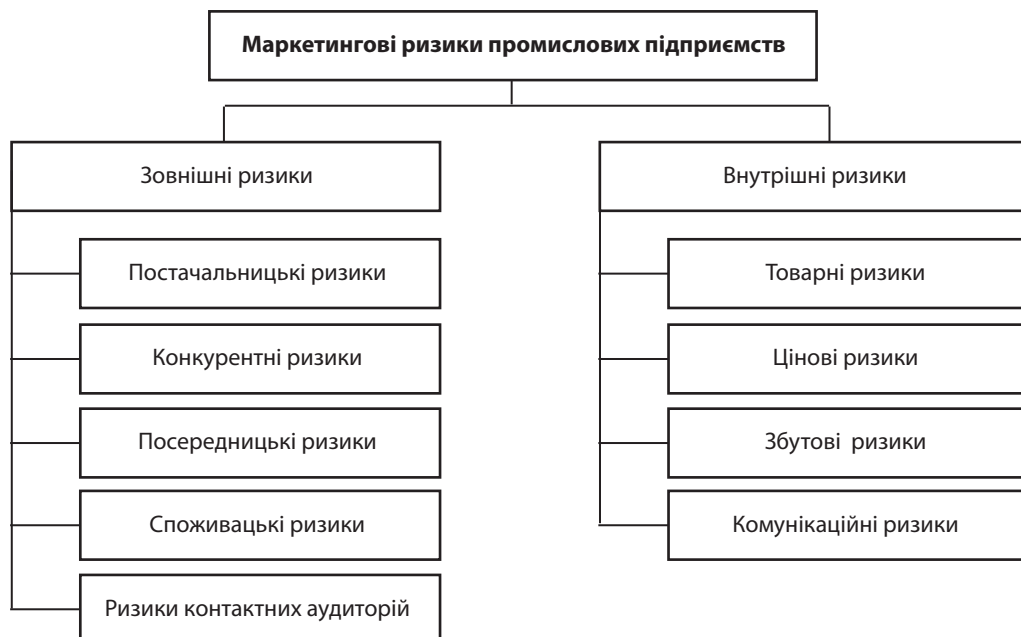 Маркетингові ризики промислових підприємств
Зовнішні ризики
Постачальницькі ризики
Конкурентні ризики
Посередницькі ризики
Споживацькі ризики
Ризики контактних аудиторій
Внутрішні ризики
Товарні ризики
Цінові ризики
Збутові ризики
Комунікаційні ризики